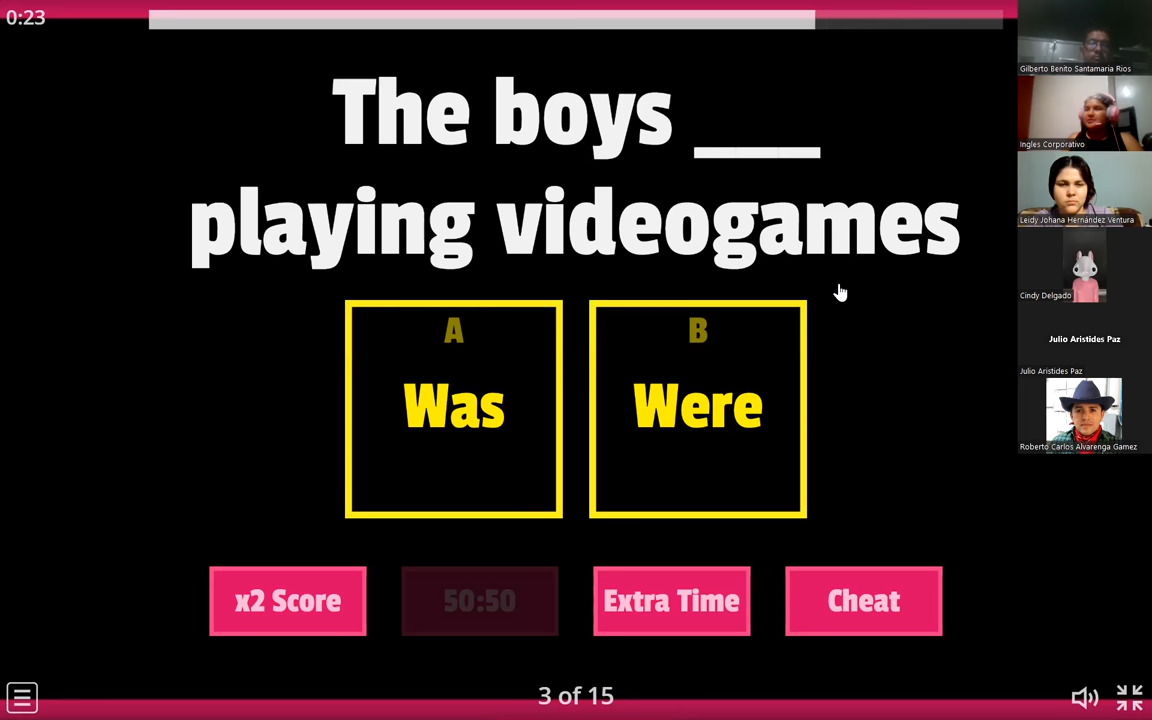 0:23
The boys ____
playing videogames
A
Was
B
Were
x2 Score
50:50
Extra Time
Cheat
3 of 15
Gilberto Benito Santamaria Rios
Ingles Corporativo
Leidy Johana Hernández Ventura
Cindy Delgado
Julio Aristides Paz
Julio Aristides Paz
Roberto Carlos Alvarenga Gamez